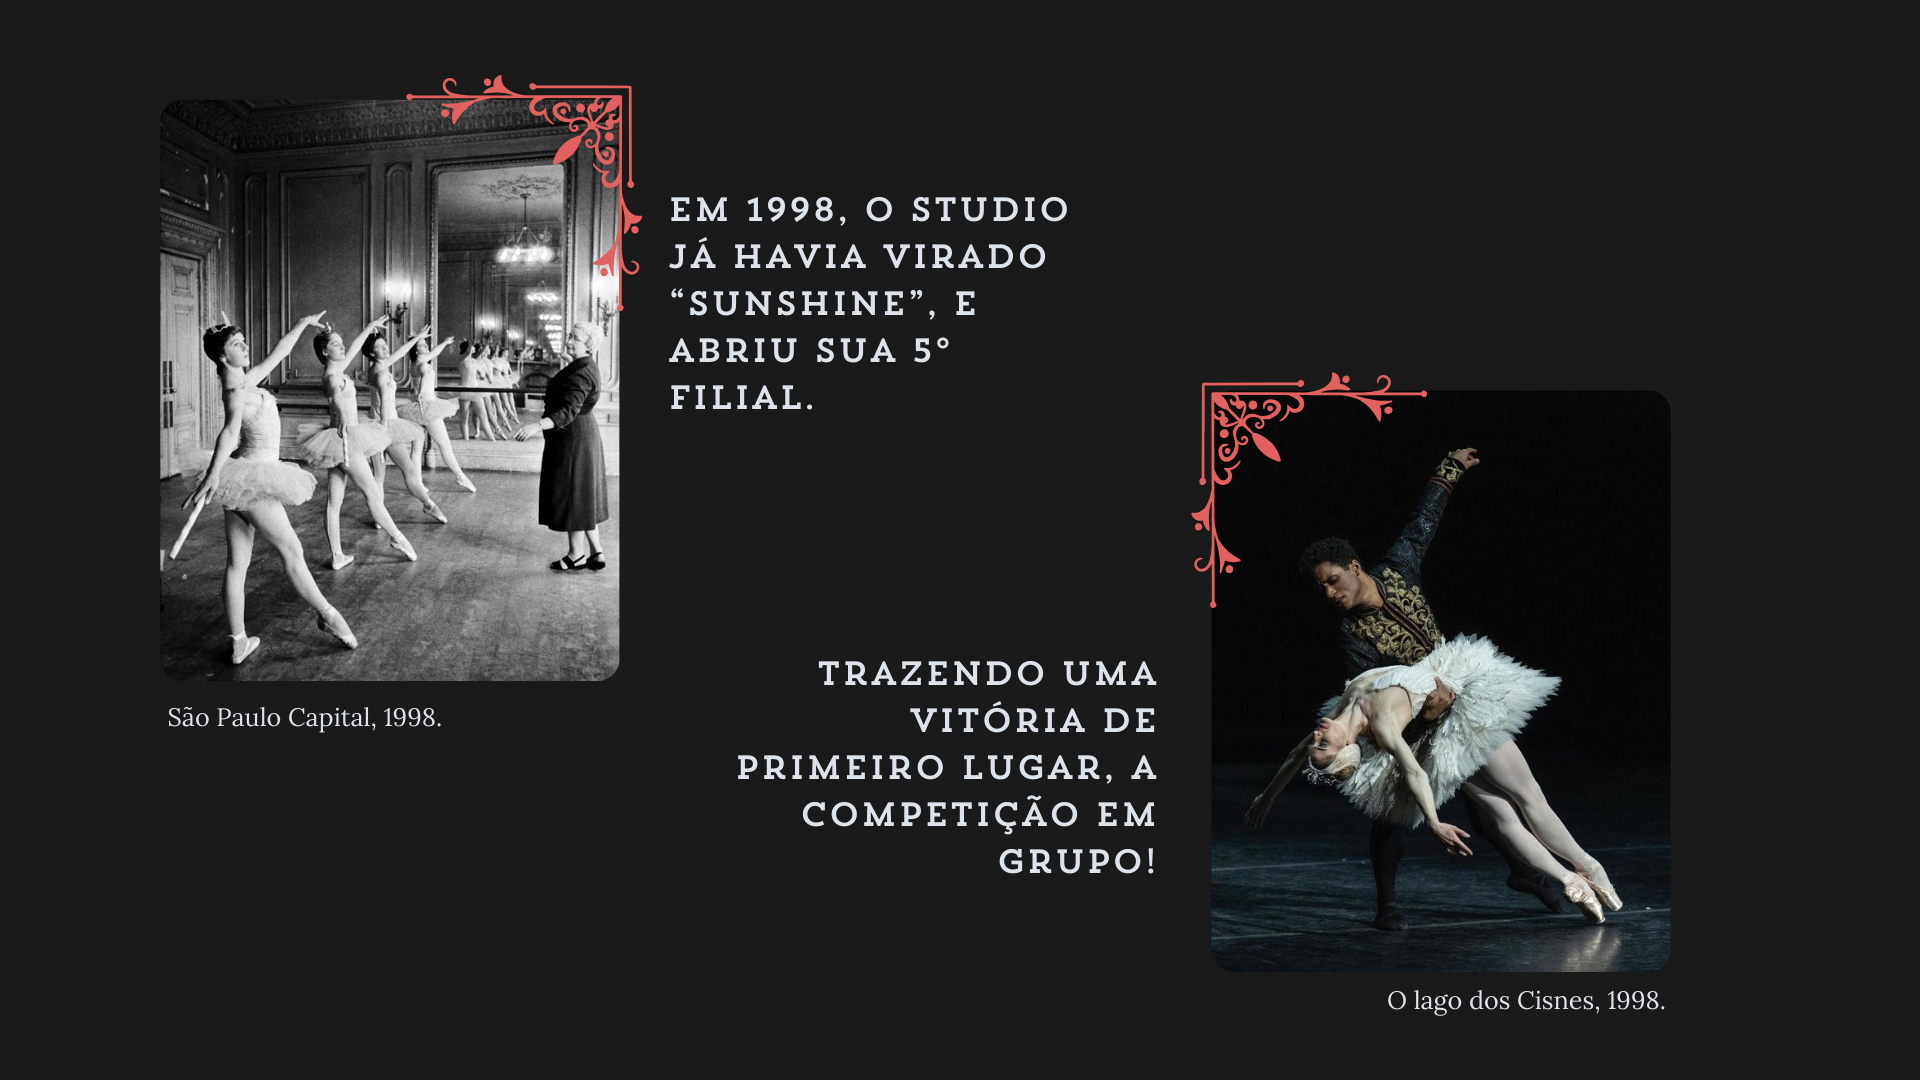 EM 1998, O STUDIO
JÁ HAVIA VIRADO
“SUNSHINE”, E
ABRIU SUA 5°
FILIAL.
São Paulo Capital, 1998.
TRAZENDO UMA
VITÓRIA DE
PRIMEIRO LUGAR, A
COMPETIÇÃO EM
GRUPO!
O lago dos Cisnes, 1998.